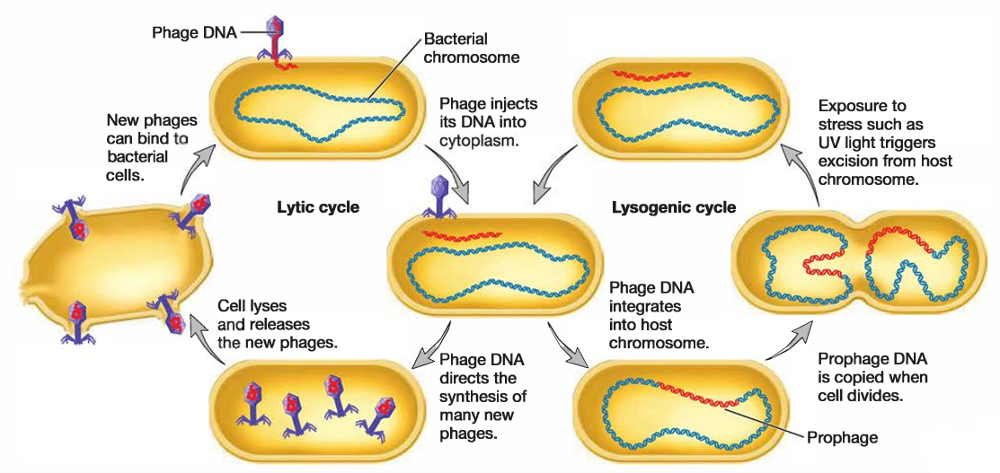 Phage DNA
Bacterial
chromosome
Phage injects
its DNA into
cytoplasm.
New phages
can bind to
bacterial
cells.
Exposure to
stress such as
UV light triggers
excision from host
chromosome.
Lytic cycle
Lysogenic cycle
Cell lyses
and releases
the new phages.
Phage DNA
directs the
synthesis of
many new
phages.
Phage DNA
integrates
into host
chromosome.
Prophage DNA
is copied when
cell divides.
Prophage